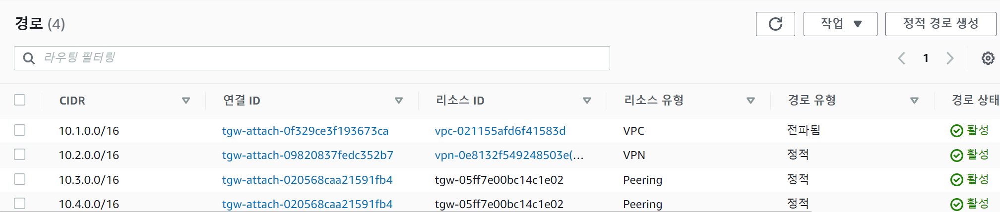 경로 (4)
작업 정적 경로 생성
라우팅 필터링
1
CIDR 연결 ID 리소스 ID 리소스 유형 경로 유형 경로 상태
10.1.0.0/16 tgw-attach-0f329ce3f193673ca vpc-021155afd6f41583d VPC 전파됨 활성
10.2.0.0/16 tgw-attach-09820837fedc352b7 vpn-0e8132f549248503e(... VPN 정적 활성
10.3.0.0/16 tgw-attach-020568caa21591fb4 tgw-05ff7e00bc14c1e02 Peering 정적 활성
10.4.0.0/16 tgw-attach-020568caa21591fb4 tgw-05ff7e00bc14c1e02 Peering 정적 활성